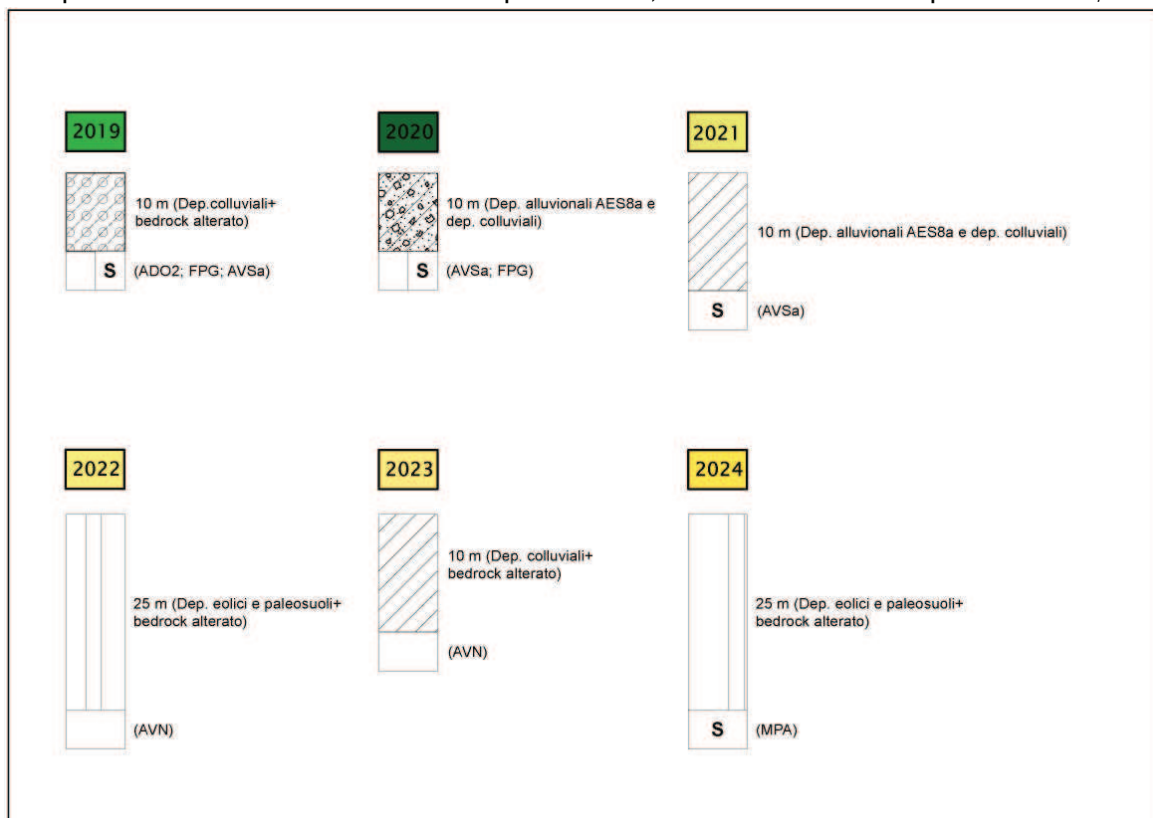 2019
2020
2021
10 m (Dep.colluviali+
bedrock alterato)
S
(ADO2; FPG; AVSa)
10 m (Dep. alluvionali AES8a e
dep. colluviali)
S
(AVSa; FPG)
10 m (Dep. alluvionali AES8a e dep. colluviali)
S
(AVSa)
2022
2023
2024
25 m (Dep. eolici e paleosuoli+
bedrock alterato)
(AVN)
10 m (Dep. colluviali+
bedrock alterato)
(AVN)
25 m (Dep. eolici e paleosuoli+
bedrock alterato)
S
(MPA)